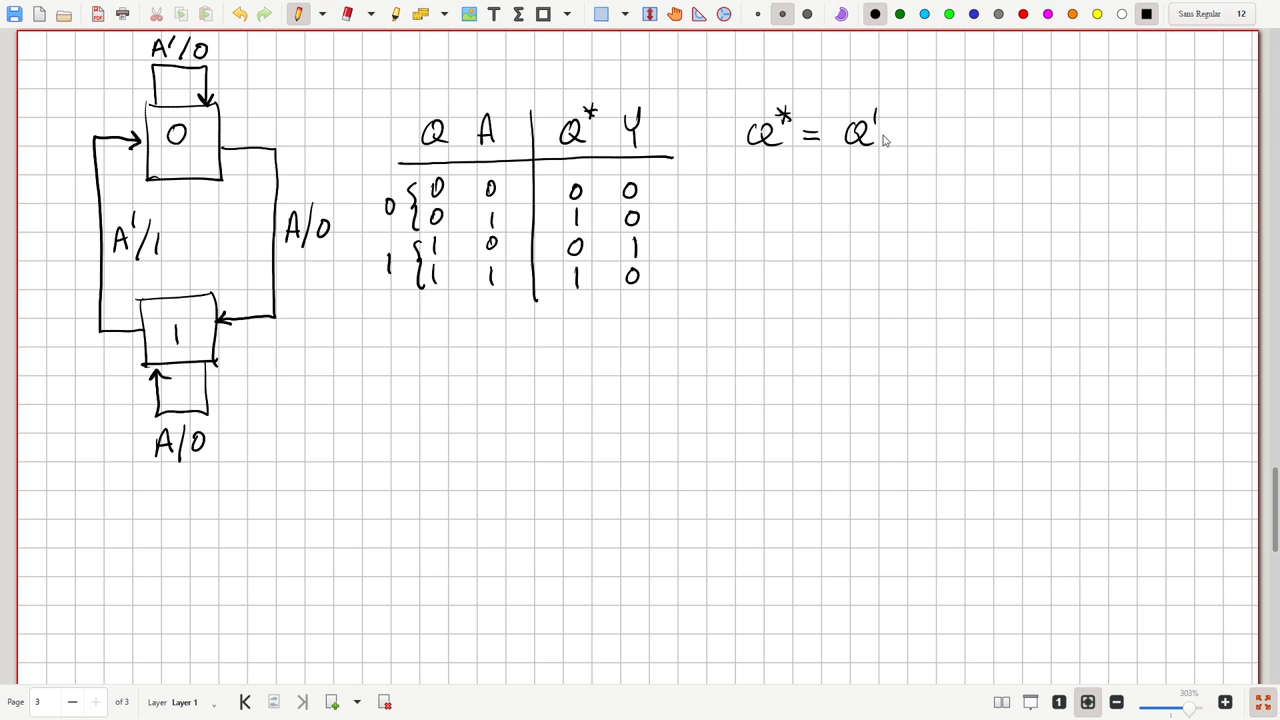 Sans Regular 12
A'/0
0
A'/1
A/0
1
A/0
Q A Q* Y
0 0 0 0
0 1 1 0
1 0 0 1
1 1 1 0
0
1
Q* = Q'
Page 3 of 3 Layer Layer 1 303%